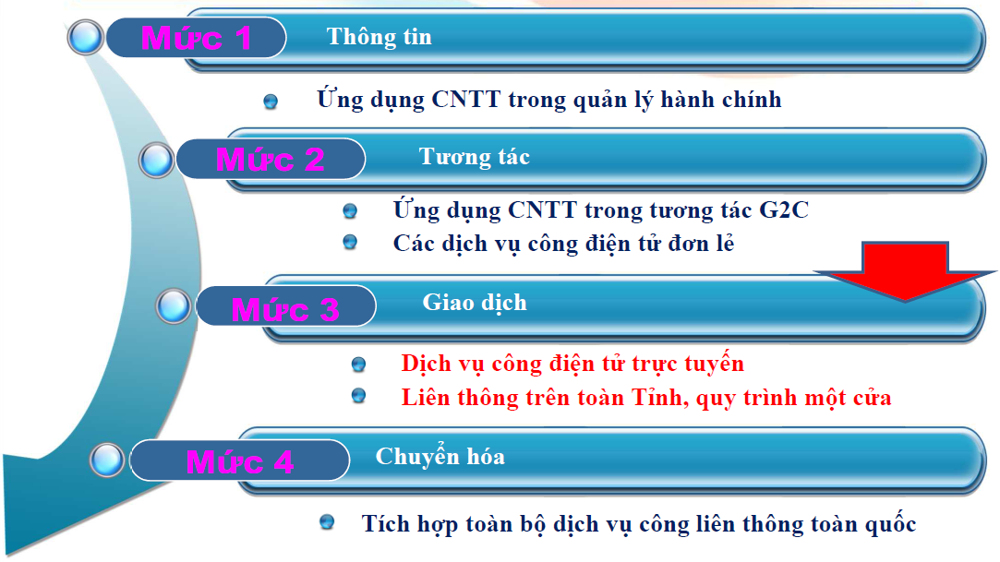 Mức 1
Thông tin
Ứng dụng CNTT trong quản lý hành chính
Mức 2
Tương tác
Ứng dụng CNTT trong tương tác G2C
Các dịch vụ công điện tử đơn lẻ
Mức 3
Giao dịch
Dịch vụ công điện tử trực tuyến
Liên thông trên toàn Tỉnh, quy trình một cửa
Mức 4
Chuyển hóa
Tích hợp toàn bộ dịch vụ công liên thông toàn quốc